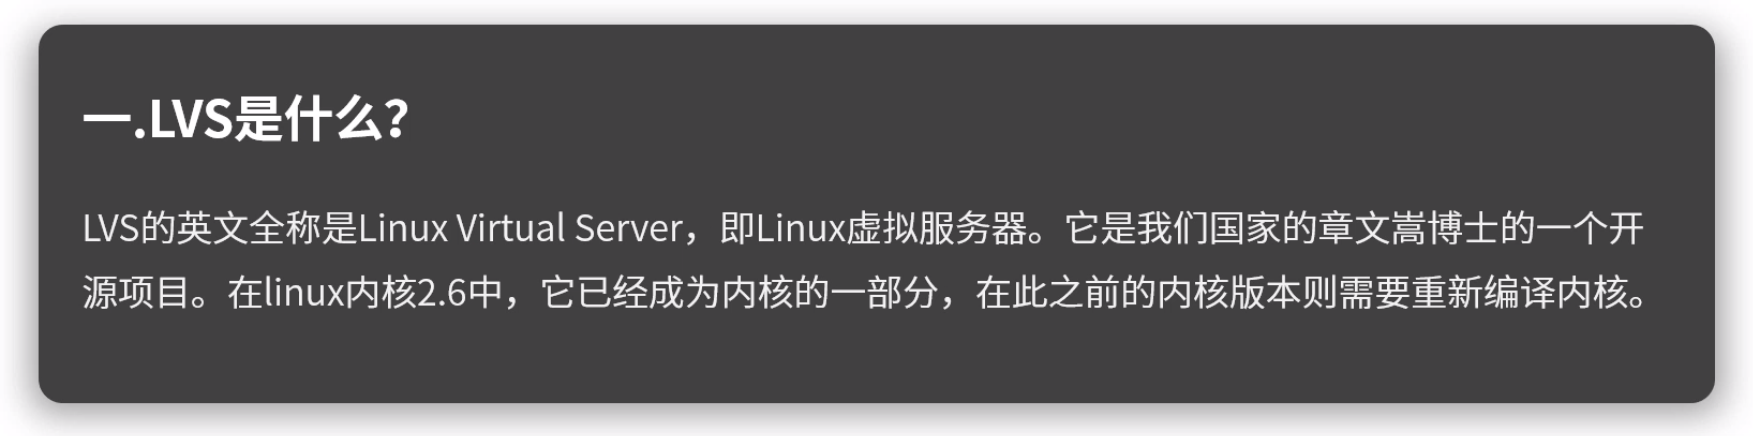 一.LVS是什么？
LVS的英文全称是Linux Virtual Server，即Linux虚拟服务器。它是我们国家的章文嵩博士的一个开
源项目。在linux内核2.6中，它已经成为内核的一部分，在此之前的内核版本则需要重新编译内核。